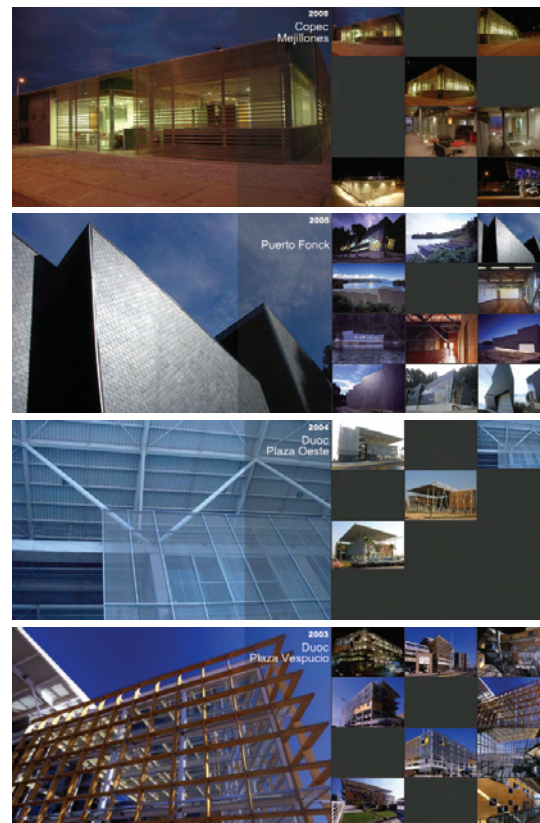 2008
Copec
Mejillones
2005
Puerto Fonck
2004
Duoc
Plaza Oeste
2003
Duoc
Plaza Vespucio